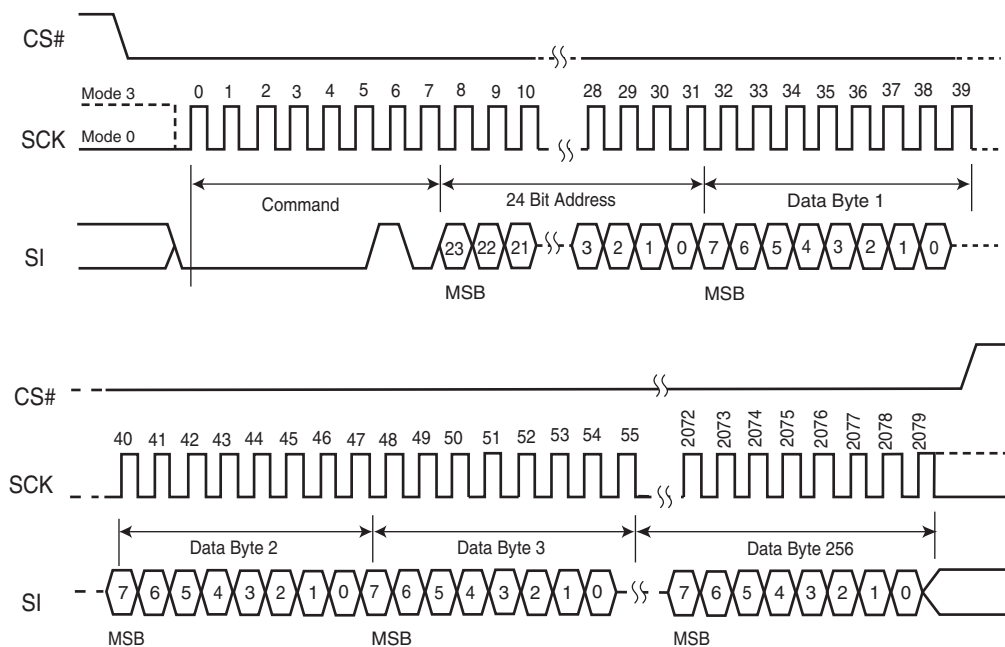 CS#
Mode 3
0 1 2 3 4 5 6 7 8 9 10 28 29 30 31 32 33 34 35 36 37 38 39
SCK
Mode 0
Command
24 Bit Address
Data Byte 1
SI
23 22 21 3 2 1 0 7 6 5 4 3 2 1 0
MSB
MSB
CS#
40 41 42 43 44 45 46 47 48 49 50 51 52 53 54 55 2072 2073 2074 2075 2076 2077 2078 2079
SCK
Data Byte 2
Data Byte 3
Data Byte 256
SI
7 6 5 4 3 2 1 0 7 6 5 4 3 2 1 0 7 6 5 4 3 2 1 0
MSB
MSB
MSB